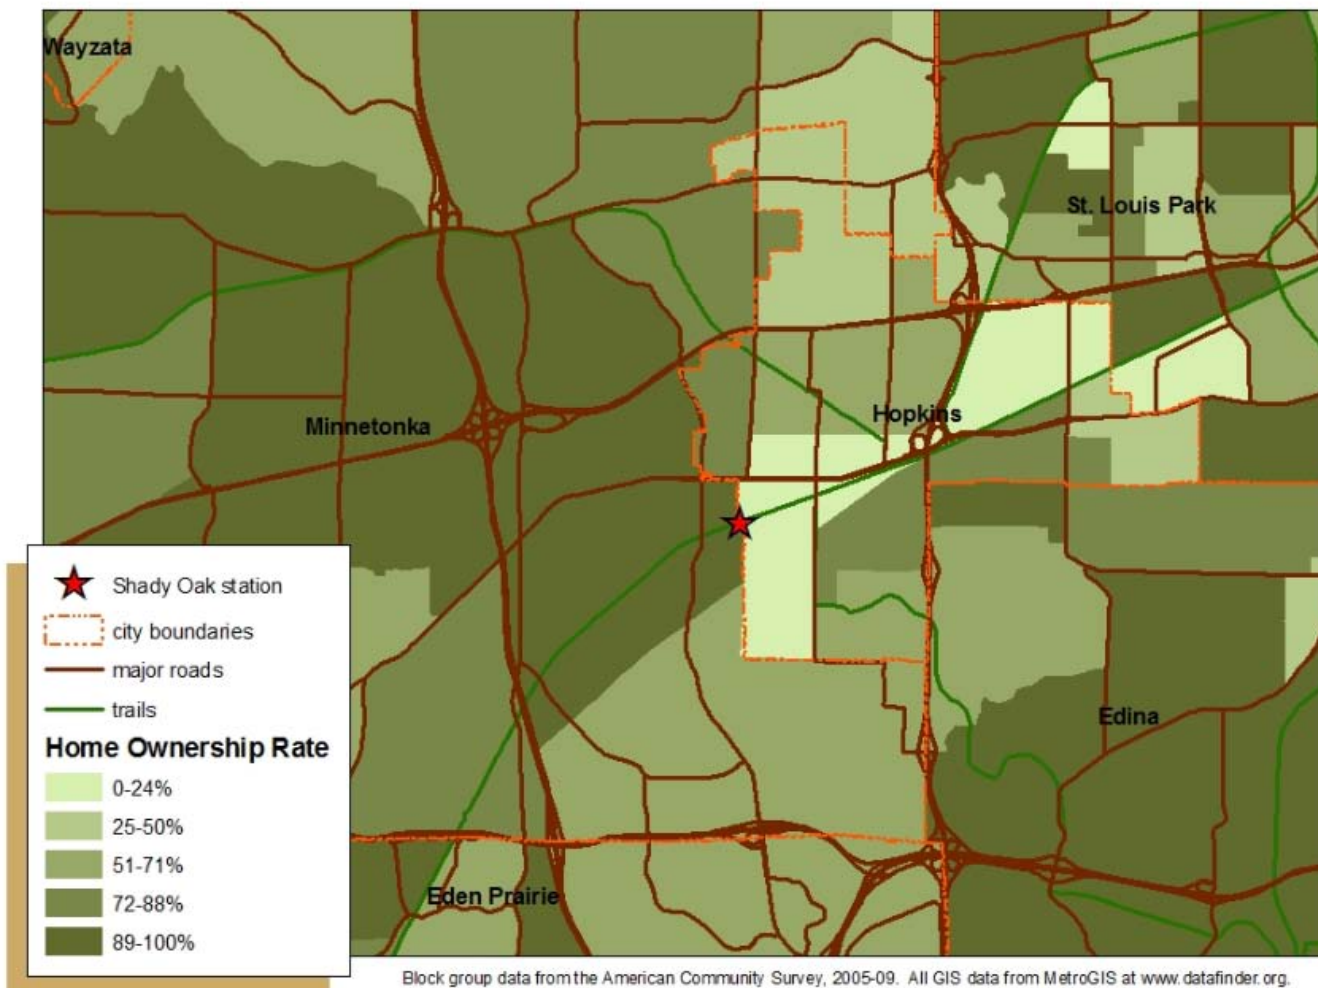 Wayzata
St. Louis Park
Minnetonka
Hopkins
Edina
Eden Prairie
Shady Oak station
city boundaries
major roads
trails
Home Ownership Rate
0-24%
25-50%
51-71%
72-88%
89-100%
Block group data from the American Community Survey, 2005-09. All GIS data from MetroGIS at www.datafinder.org.